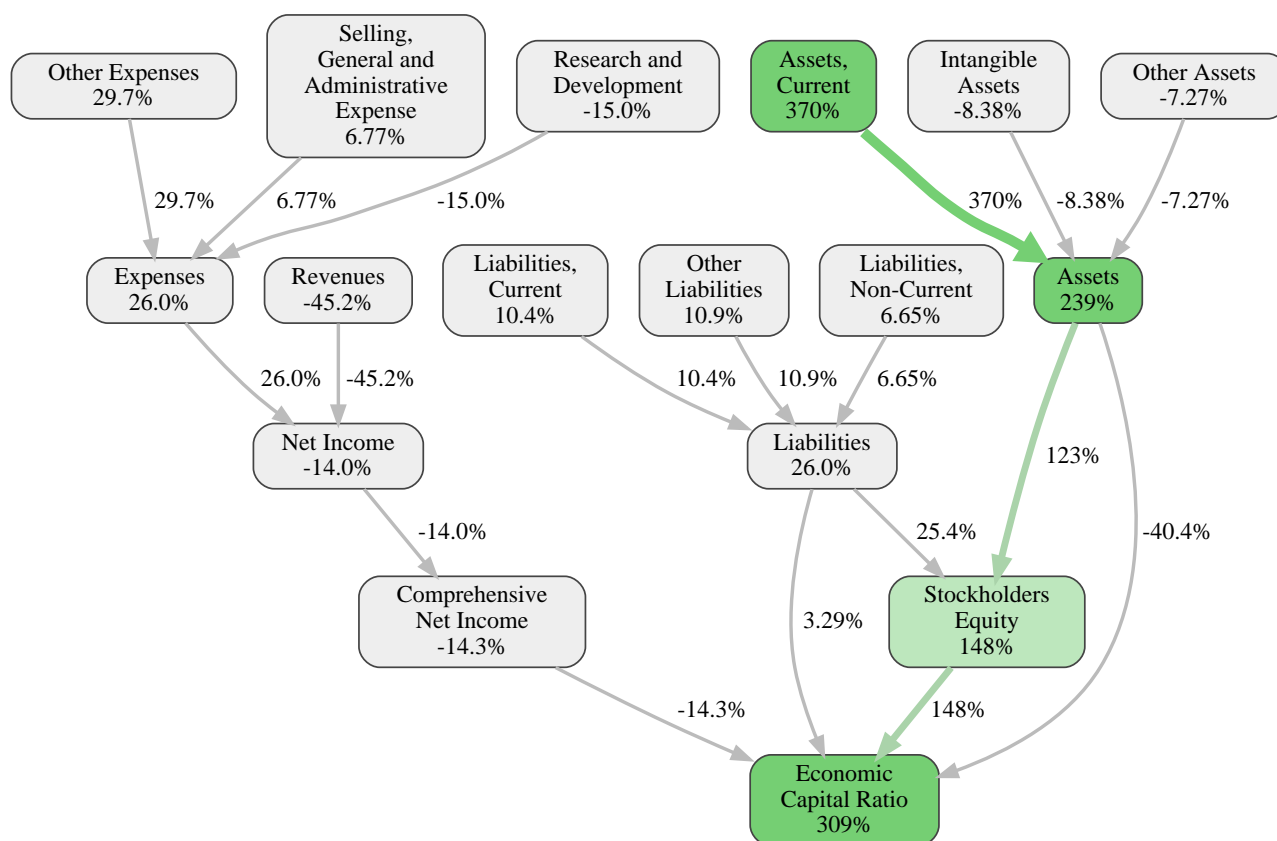 Other Expenses
29.7%
Selling,
General and
Administrative
Expense
6.77%
Research and
Development
-15.0%
Assets,
Current
370%
Intangible
Assets
-8.38%
Other Assets
-7.27%
29.7%
6.77%
-15.0%
370%
-8.38%
-7.27%
Expenses
26.0%
Revenues
-45.2%
Liabilities,
Current
10.4%
Other
Liabilities
10.9%
Liabilities,
Non-Current
6.65%
Assets
239%
26.0%
-45.2%
10.4%
10.9%
6.65%
Net Income
-14.0%
Liabilities
26.0%
123%
-14.0%
25.4%
-40.4%
Comprehensive
Net Income
-14.3%
3.29%
Stockholders
Equity
148%
-14.3%
148%
Economic
Capital Ratio
309%